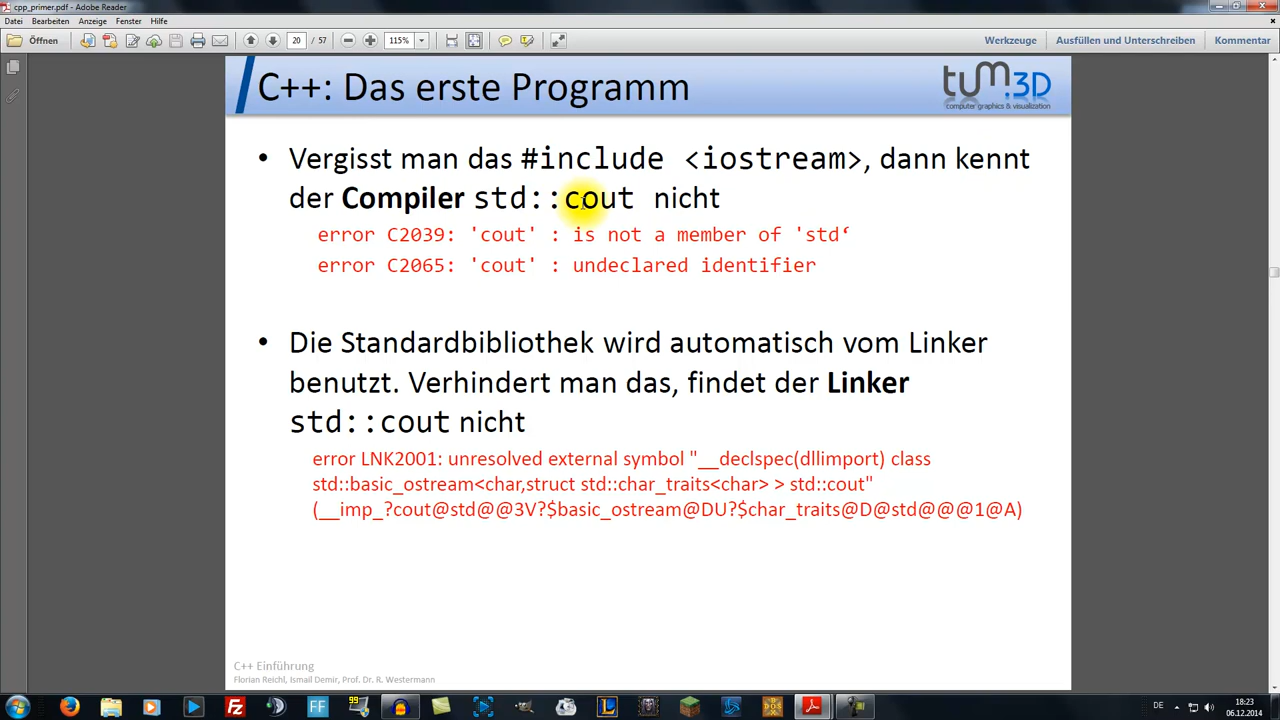 cpp_primer.pdf - Adobe Reader
Datei Bearbeiten Anzeige Fenster Hilfe
Öffnen 20 / 57 115% Werkzeuge Ausfüllen und Unterschreiben Kommentar
C++: Das erste Programm
tum.3D
computer graphics & visualization
• Vergisst man das #include <iostream>, dann kennt
der Compiler std::cout nicht
error C2039: 'cout' : is not a member of 'std‘
error C2065: 'cout' : undeclared identifier
• Die Standardbibliothek wird automatisch vom Linker
benutzt. Verhindert man das, findet der Linker
std::cout nicht
error LNK2001: unresolved external symbol "__declspec(dllimport) class
std::basic_ostream<char,struct std::char_traits<char> > std::cout"
(__imp_?cout@std@@3V?$basic_ostream@DU?$char_traits@D@std@@@1@A)
C++ Einführung
Florian Reichl, Ismail Demir, Prof. Dr. R. Westermann
DE 18:23
06.12.2014